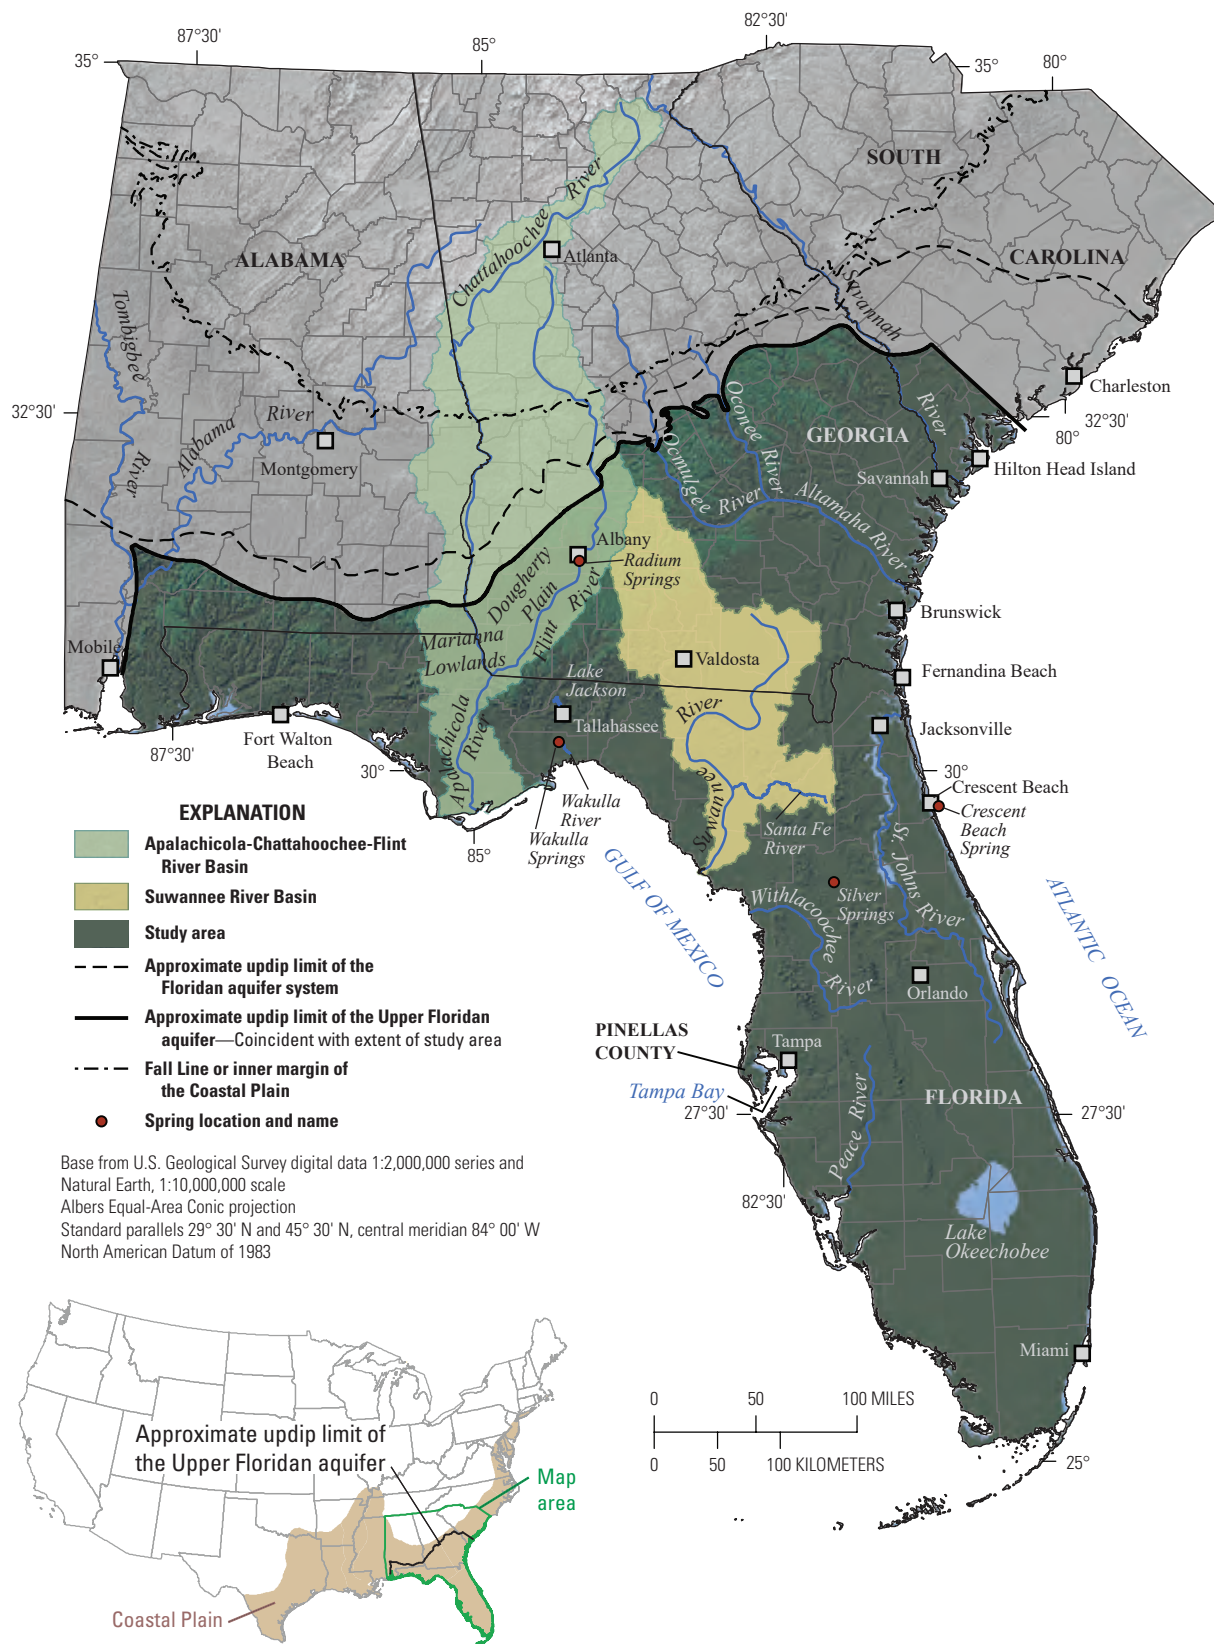 82°30'
87°30'
85°
35°
35°
80°
SOUTH
CAROLINA
Chattahoochee River
ALABAMA
Atlanta
Tombigbee
River
Savannah
River
Charleston
32°30'
32°30'
80°
Alabama
River
Montgomery
Oconee
River
GEORGIA
Ocmulgee
River
Savannah
Hilton Head Island
Altamaha River
Albany
Radium
Springs
Dougherty
Plain
Flint
River
Brunswick
Mobile
Marianna
Lowlands
Valdosta
Fernandina Beach
Lake
Jackson
Tallahassee
River
Suwannee
Jacksonville
Apalachicola
River
87°30'
Fort Walton
Beach
30°
30°
Crescent Beach
Crescent
Beach
Spring
Wakulla
River
Wakulla
Springs
85°
Santa Fe
River
St. Johns River
GULF OF MEXICO
Silver
Springs
Withlacoochee
River
ATLANTIC OCEAN
Orlando
PINELLAS
COUNTY
Tampa
Tampa Bay
27°30'
Peace River
FLORIDA
27°30'
82°30'
Lake
Okeechobee
Miami
25°
EXPLANATION
Apalachicola-Chattahoochee-Flint
River Basin
Suwannee River Basin
Study area
Approximate updip limit of the
Floridan aquifer system
Approximate updip limit of the Upper Floridan
aquifer—Coincident with extent of study area
Fall Line or inner margin of
the Coastal Plain
Spring location and name
Base from U.S. Geological Survey digital data 1:2,000,000 series and
Natural Earth, 1:10,000,000 scale
Albers Equal-Area Conic projection
Standard parallels 29° 30' N and 45° 30' N, central meridian 84° 00' W
North American Datum of 1983
0 50 100 MILES
0 50 100 KILOMETERS
Approximate updip limit of
the Upper Floridan aquifer
Map
area
Coastal Plain